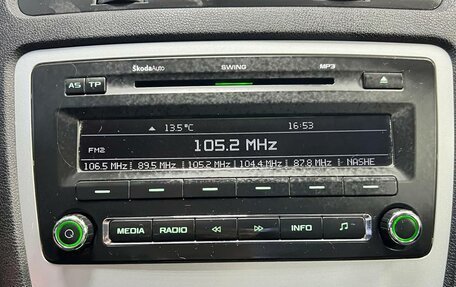 ŠkodaAuto SWING MP3
AS TP
13.5°C 16:53
FM2 105.2 MHz
106.5 MHz 89.5 MHz 105.2 MHz 104.4 MHz 87.8 MHz NASHE
MEDIA RADIO INFO